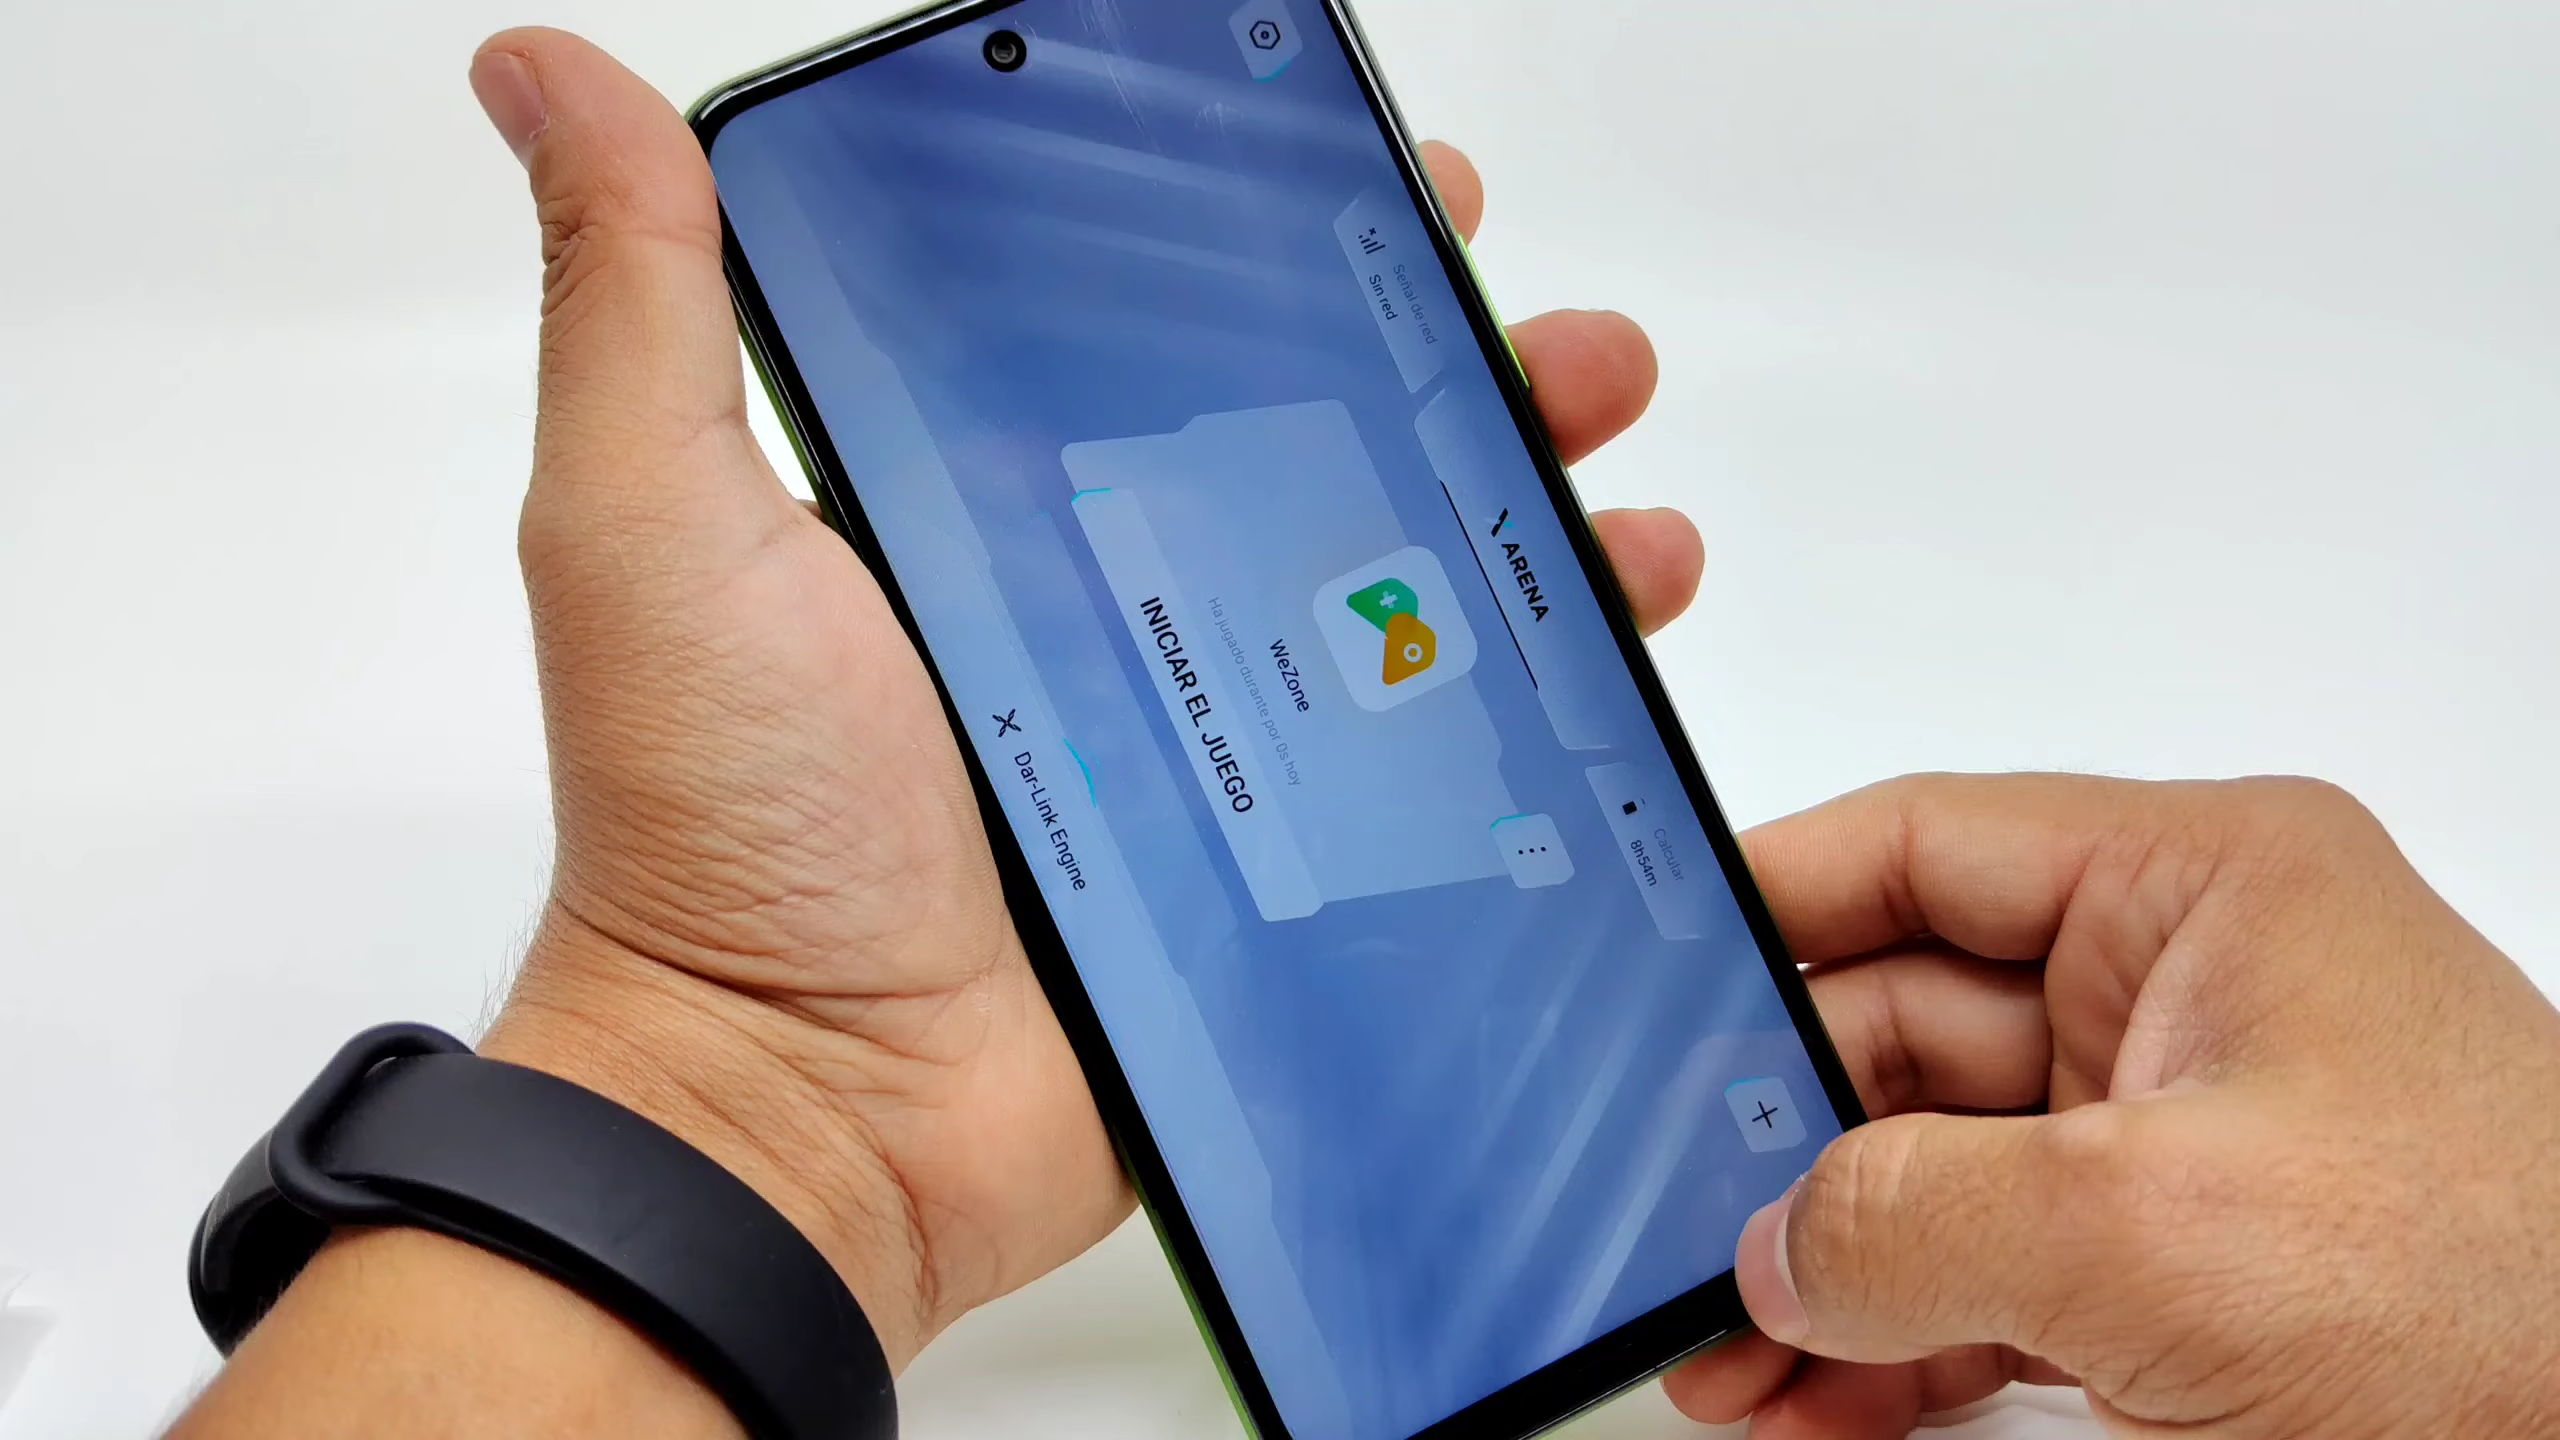 Señal de red
Sin red
XARENA
Calcular
8h54m
WeZone
Ha jugado durante por 0s hoy
INICIAR EL JUEGO
Dar-Link Engine